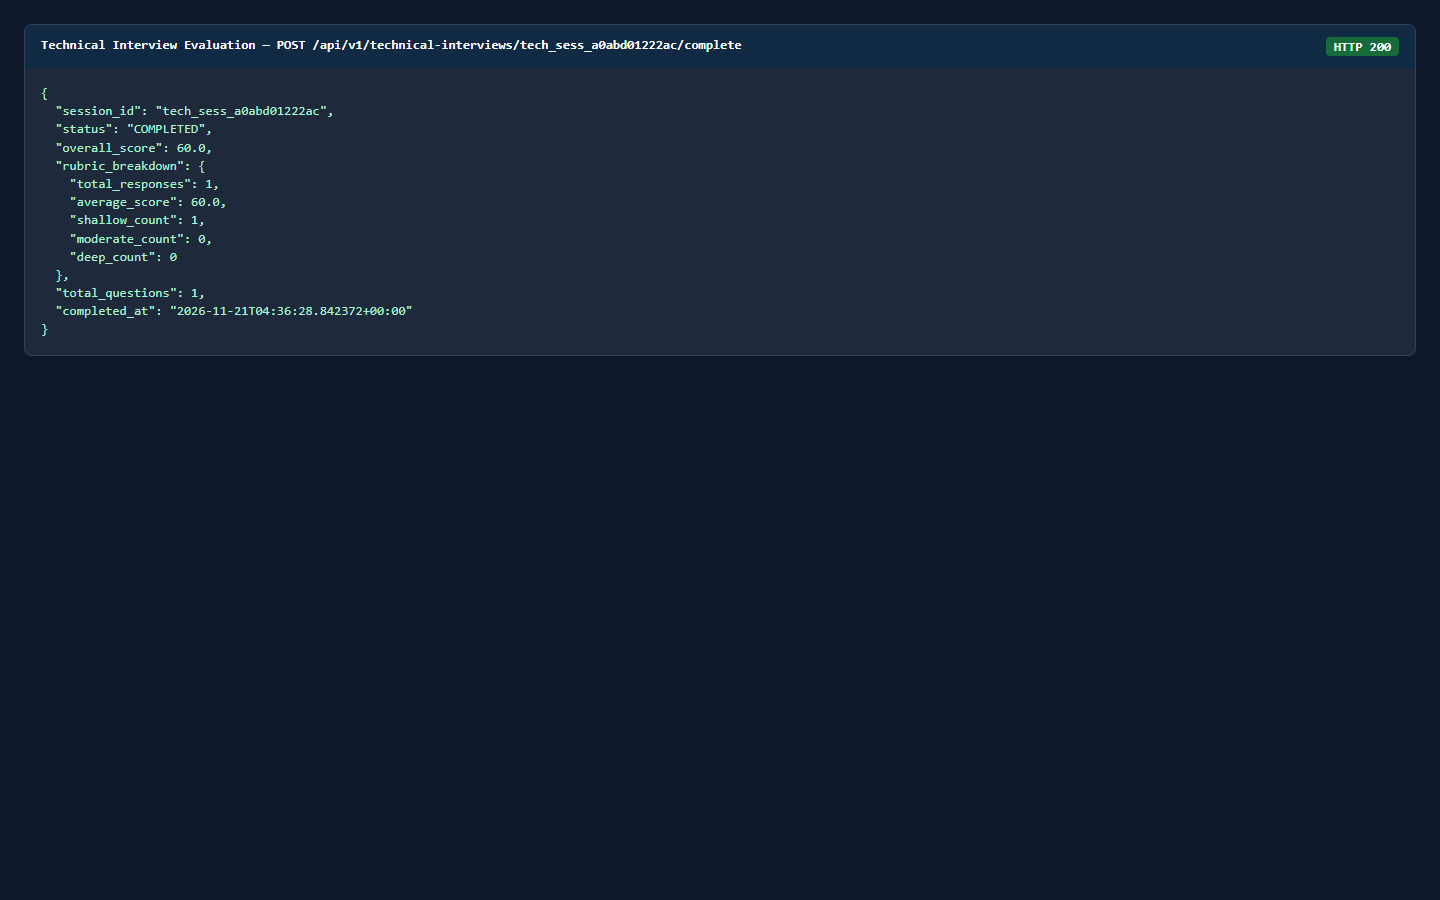 Technical Interview Evaluation — POST /api/v1/technical-interviews/tech_sess_a0abd01222ac/complete
HTTP 200
{
  "session_id": "tech_sess_a0abd01222ac",
  "status": "COMPLETED",
  "overall_score": 60.0,
  "rubric_breakdown": {
    "total_responses": 1,
    "average_score": 60.0,
    "shallow_count": 1,
    "moderate_count": 0,
    "deep_count": 0
  },
  "total_questions": 1,
  "completed_at": "2026-11-21T04:36:28.842372+00:00"
}